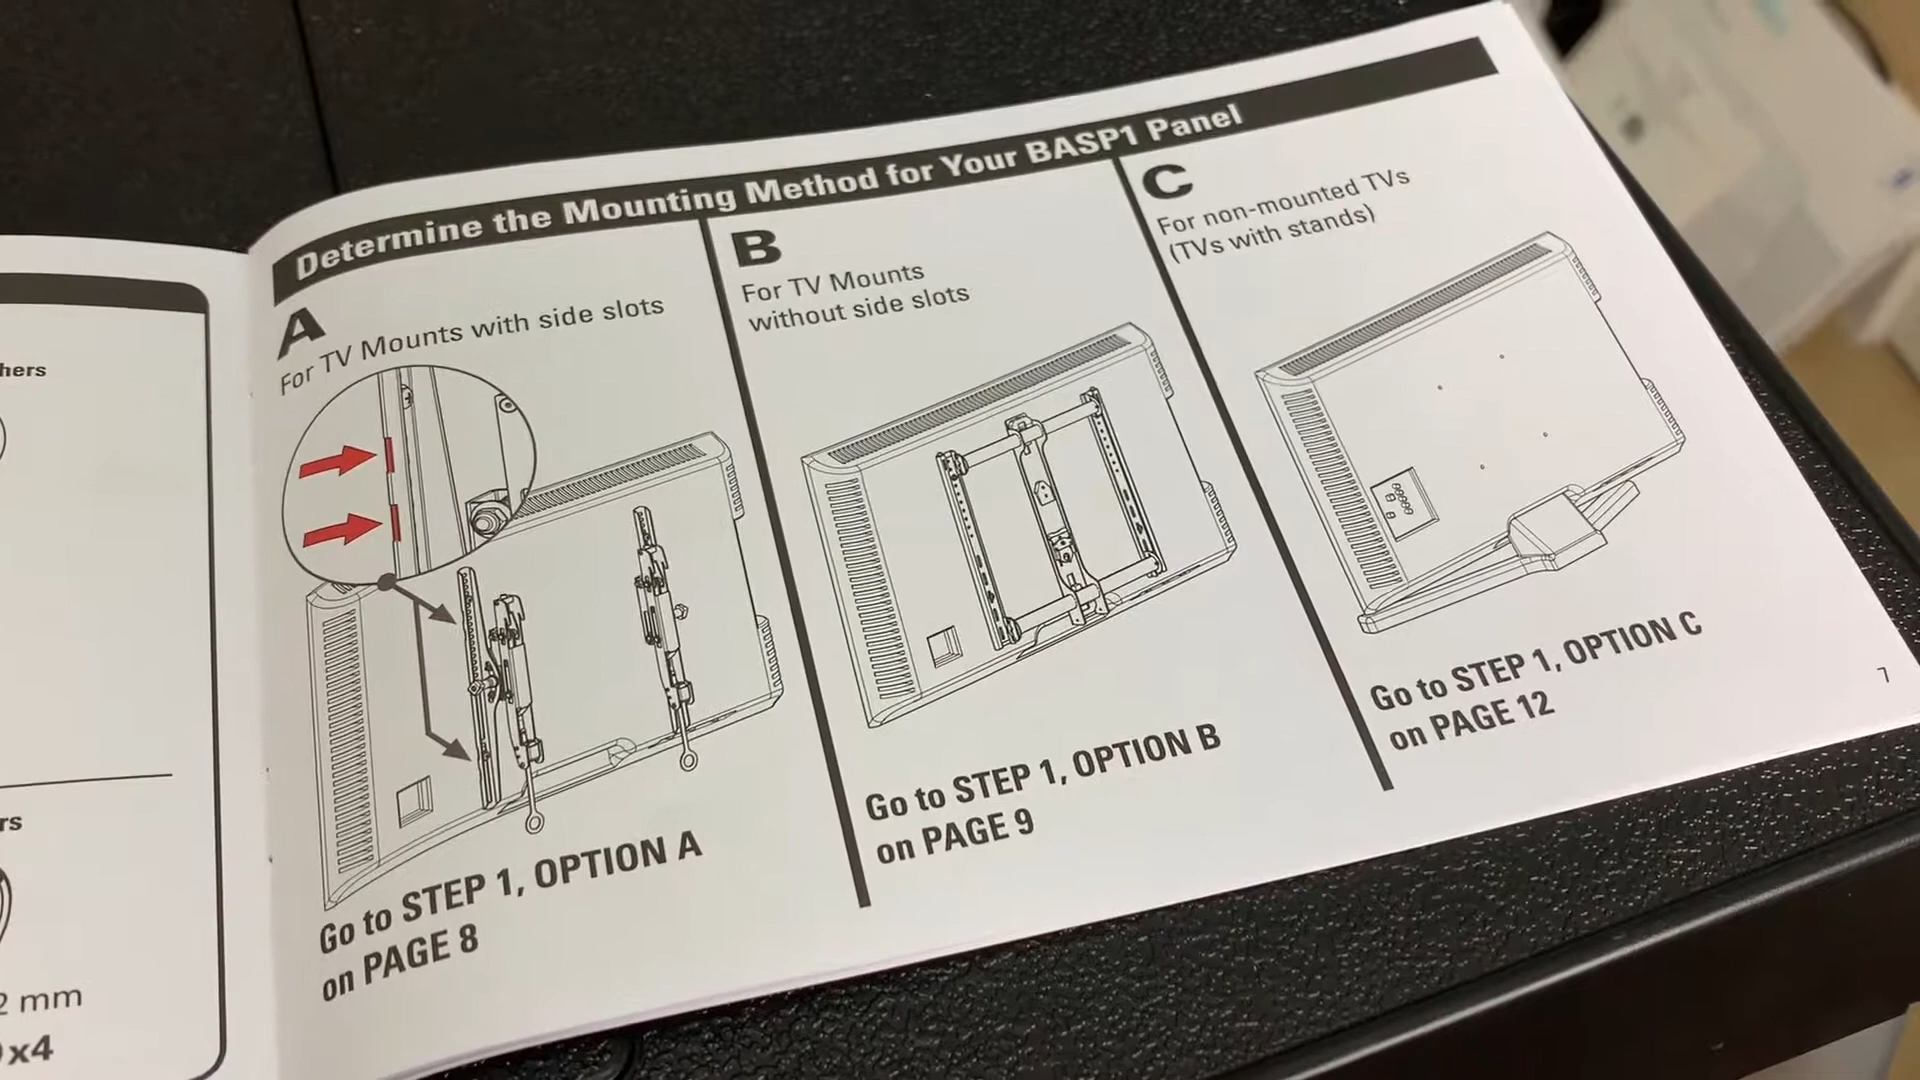 hers
rs
2 mm
x4
Determine the Mounting Method for Your BASP1 Panel
A
For TV Mounts with side slots
Go to STEP 1, OPTION A
on PAGE 8
B
For TV Mounts
without side slots
Go to STEP 1, OPTION B
on PAGE 9
C
For non-mounted TVs
(TVs with stands)
Go to STEP 1, OPTION C
on PAGE 12
7